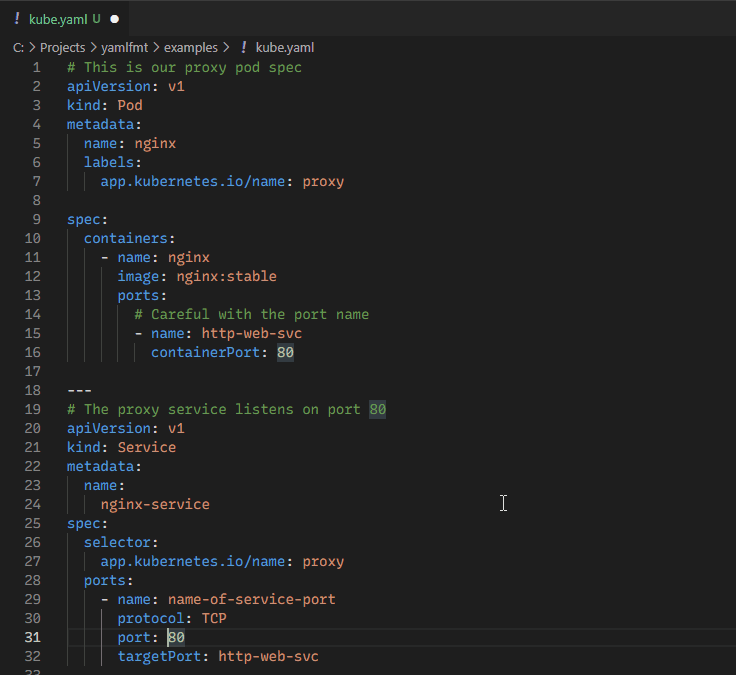 ! kube.yaml U ●
C: > Projects > yamlfmt > examples > ! kube.yaml
1 # This is our proxy pod spec
2 apiVersion: v1
3 kind: Pod
4 metadata:
5   name: nginx
6   labels:
7     app.kubernetes.io/name: proxy
8
9 spec:
10   containers:
11     - name: nginx
12       image: nginx:stable
13       ports:
14         # Careful with the port name
15         - name: http-web-svc
16           containerPort: 80
17
18 ---
19 # The proxy service listens on port 80
20 apiVersion: v1
21 kind: Service
22 metadata:
23   name:
24     nginx-service
25 spec:
26   selector:
27     app.kubernetes.io/name: proxy
28   ports:
29     - name: name-of-service-port
30       protocol: TCP
31       port: 80
32       targetPort: http-web-svc